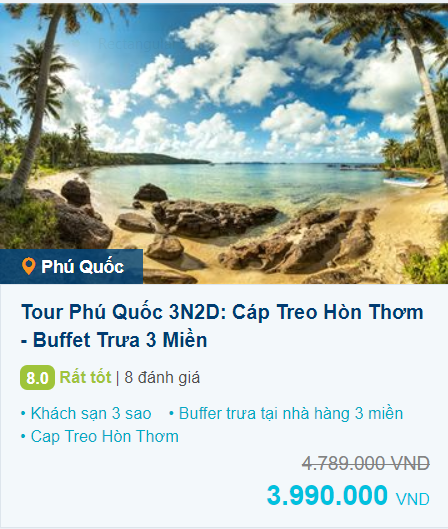 Phú Quốc
Tour Phú Quốc 3N2D: Cáp Treo Hòn Thơm
- Buffet Trưa 3 Miền
8.0 Rất tốt | 8 đánh giá
• Khách sạn 3 sao • Buffer trưa tại nhà hàng 3 miền
• Cap Treo Hòn Thơm
4.789.000 VND
3.990.000 VND